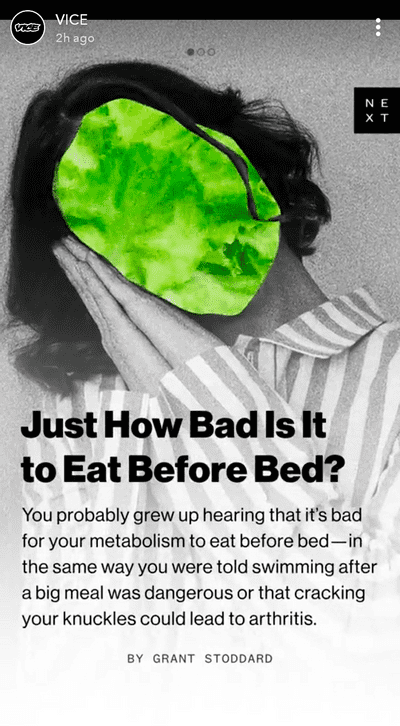 VICE
VICE
2h ago
N E
X T
Just How Bad Is It
to Eat Before Bed?
You probably grew up hearing that it's bad
for your metabolism to eat before bed—in
the same way you were told swimming after
a big meal was dangerous or that cracking
your knuckles could lead to arthritis.
BY GRANT STODDARD